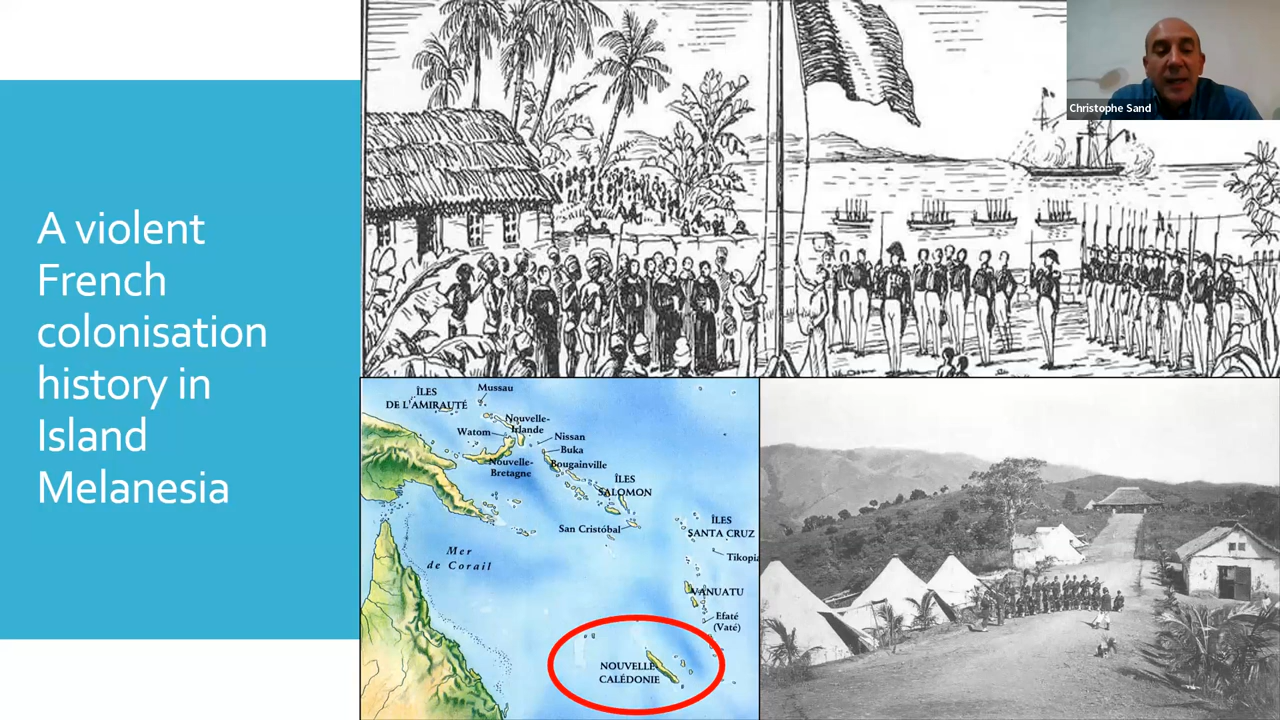 A violent
French
colonisation
history in
Island
Melanesia
Christophe Sand
ÎLES
DE L'AMIRAUTÉ
Mussau
Nouvelle-
Irlande
Watom
Nissan
Buka
Nouvelle-
Bretagne
Bougainville
ÎLES
SALOMON
San Cristóbal
ÎLES
SANTA CRUZ
Tikopia
Mer
de Corail
VANUATU
Efaté
(Vaté)
NOUVELLE
CALÉDONIE